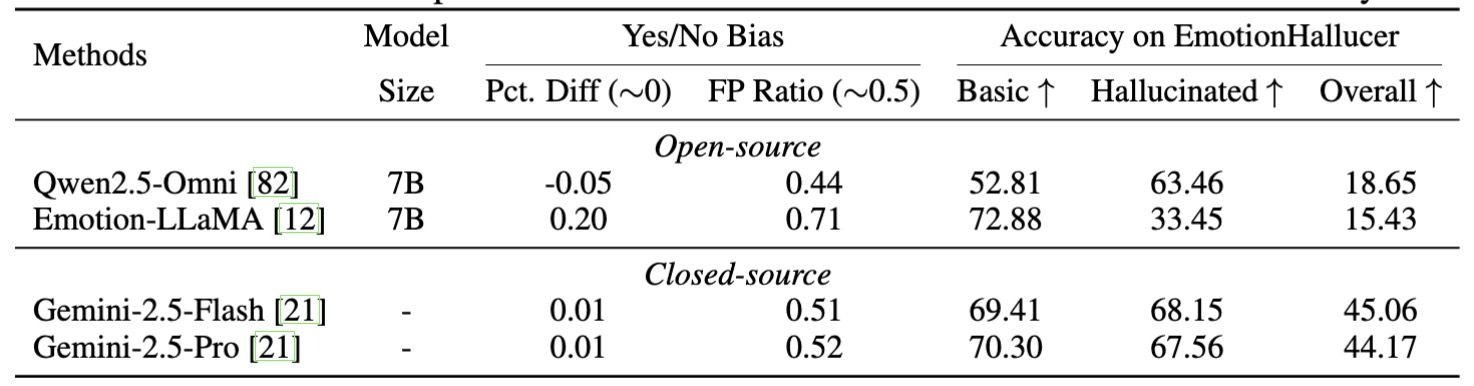 Methods Model Yes/No Bias Accuracy on EmotionHallucer
Size Pct. Diff (∼0) FP Ratio (∼0.5) Basic ↑ Hallucinated ↑ Overall ↑
Open-source
Qwen2.5-Omni [82] 7B -0.05 0.44 52.81 63.46 18.65
Emotion-LLaMA [12] 7B 0.20 0.71 72.88 33.45 15.43
Closed-source
Gemini-2.5-Flash [21] - 0.01 0.51 69.41 68.15 45.06
Gemini-2.5-Pro [21] - 0.01 0.52 70.30 67.56 44.17